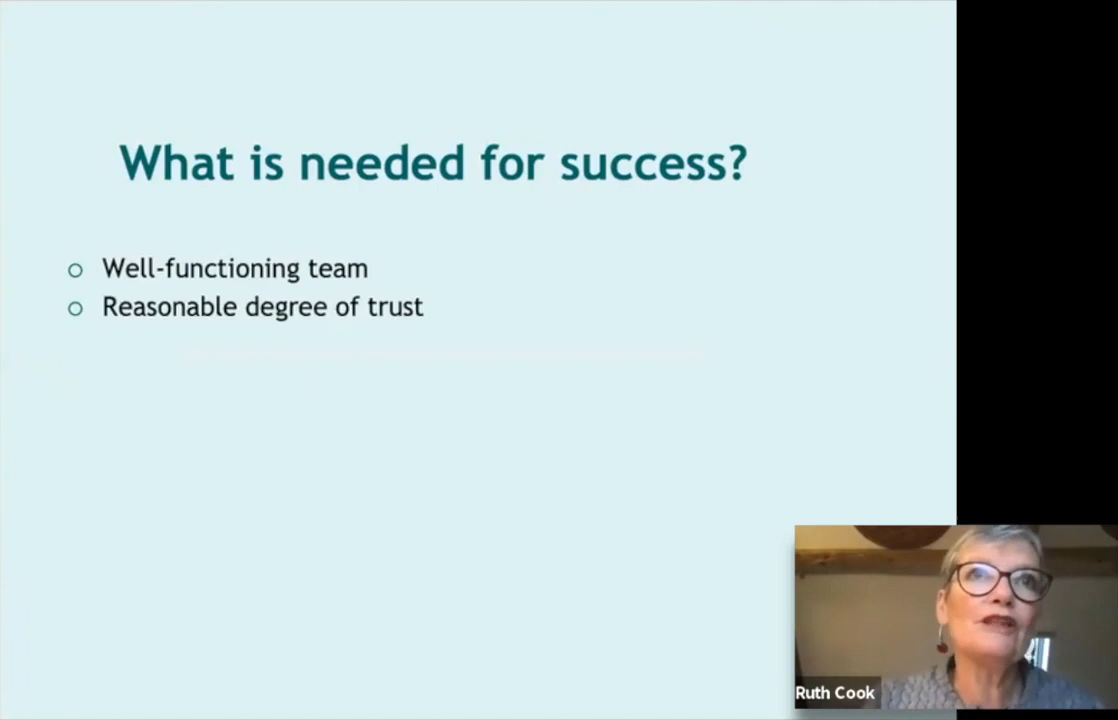 What is needed for success?
Well-functioning team
Reasonable degree of trust
Ruth Cook